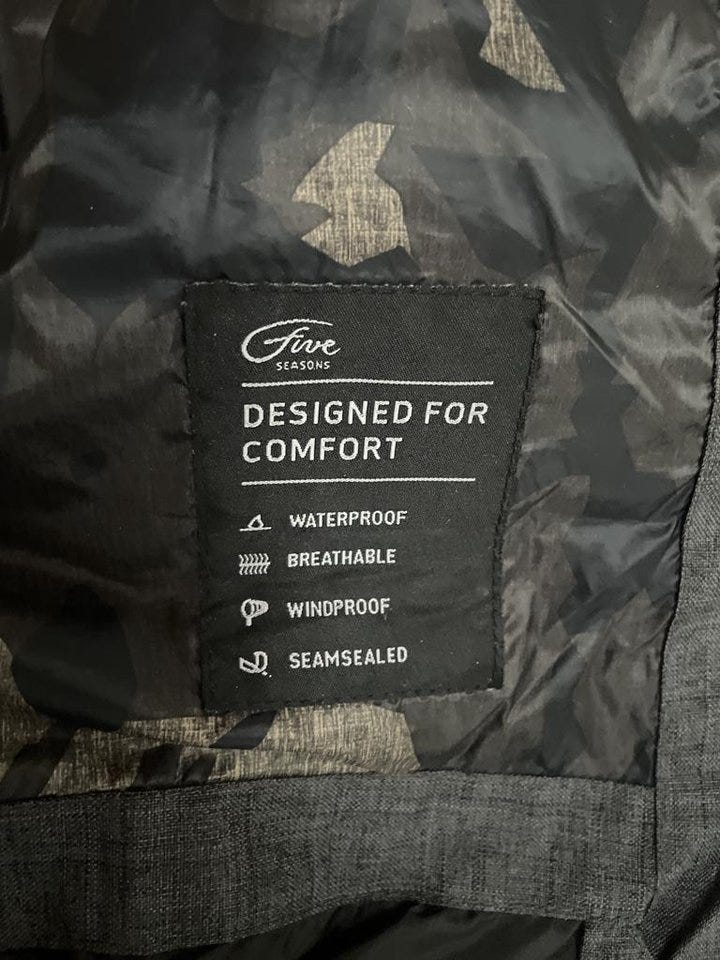 Five
SEASONS
DESIGNED FOR
COMFORT
WATERPROOF
BREATHABLE
WINDPROOF
SEAMSEALED